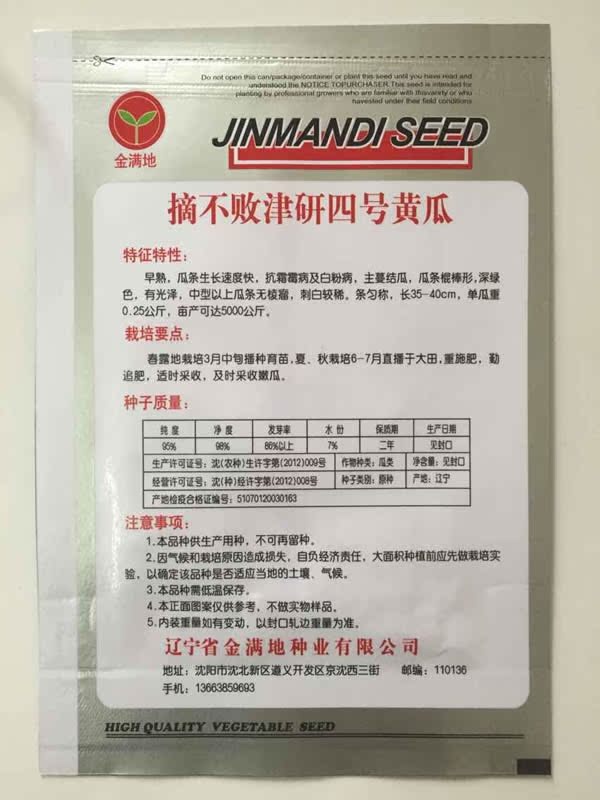 Do not open this can/package/container or plant this seed until you have read and
understood the NOTICE TOPURCHASER.This seed is intended for
planting by professional growers who are familiar with thisvarirty or whu
havested under their field conditions
金满地
JINMANDI SEED
摘不败津研四号黄瓜
特征特性：
早熟，瓜条生长速度快，抗霜霉病及白粉病，主蔓结瓜，瓜条棍棒形，深绿
色，有光泽，中型以上瓜条无棱瘤，刺白较稀。条匀称，长35-40cm，单瓜重
0.25公斤，亩产可达5000公斤。
栽培要点：
春露地栽培3月中旬播种育苗，夏、秋栽培6-7月直播于大田，重施肥，勤
追肥，适时采收，及时采收嫩瓜。
种子质量：
纯度 净度 发芽率 水份 保质期 生产日期
95% 98% 86%以上 7% 二年 见封口
生产许可证号：沈(农种)生许字第(2012)009号 作物种类：瓜类 净含量：见封口
经营许可证号：沈(种)经许字第(2012)008号 种子类别：原种 产地：辽宁
产地检疫合格证编号：51070120030163
注意事项：
1.本品种供生产用种，不可再留种。
2.因气候和栽培原因造成损失，自负经济责任，大面积种植前应先做栽培实
验，以确定该品种是否适应当地的土壤、气候。
3.本品种需低温保存。
4.本正面图案仅供参考，不做实物样品。
5.内装重量如有变动，以封口轧边重量为准。
辽宁省金满地种业有限公司
地址：沈阳市沈北新区道义开发区京沈西三街 邮编：110136
手机：13663859693
HIGH QUALITY VEGETABLE SEED